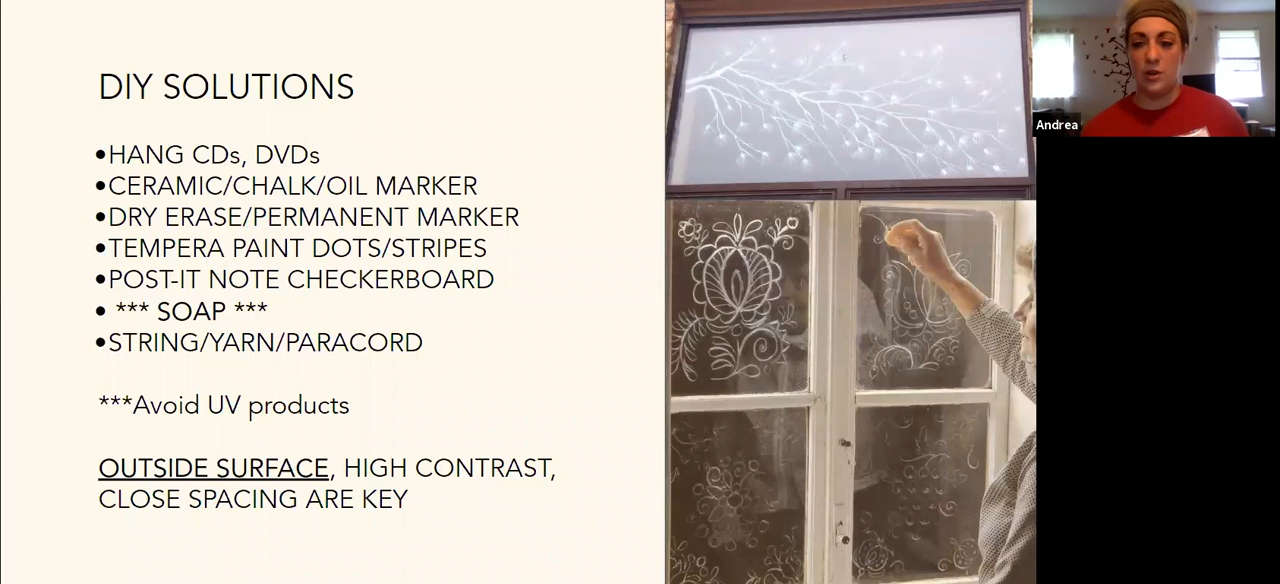 DIY SOLUTIONS
•HANG CDs, DVDs
•CERAMIC/CHALK/OIL MARKER
•DRY ERASE/PERMANENT MARKER
•TEMPERA PAINT DOTS/STRIPES
•POST-IT NOTE CHECKERBOARD
• *** SOAP ***
•STRING/YARN/PARACORD
***Avoid UV products
OUTSIDE SURFACE, HIGH CONTRAST,
CLOSE SPACING ARE KEY
Andrea